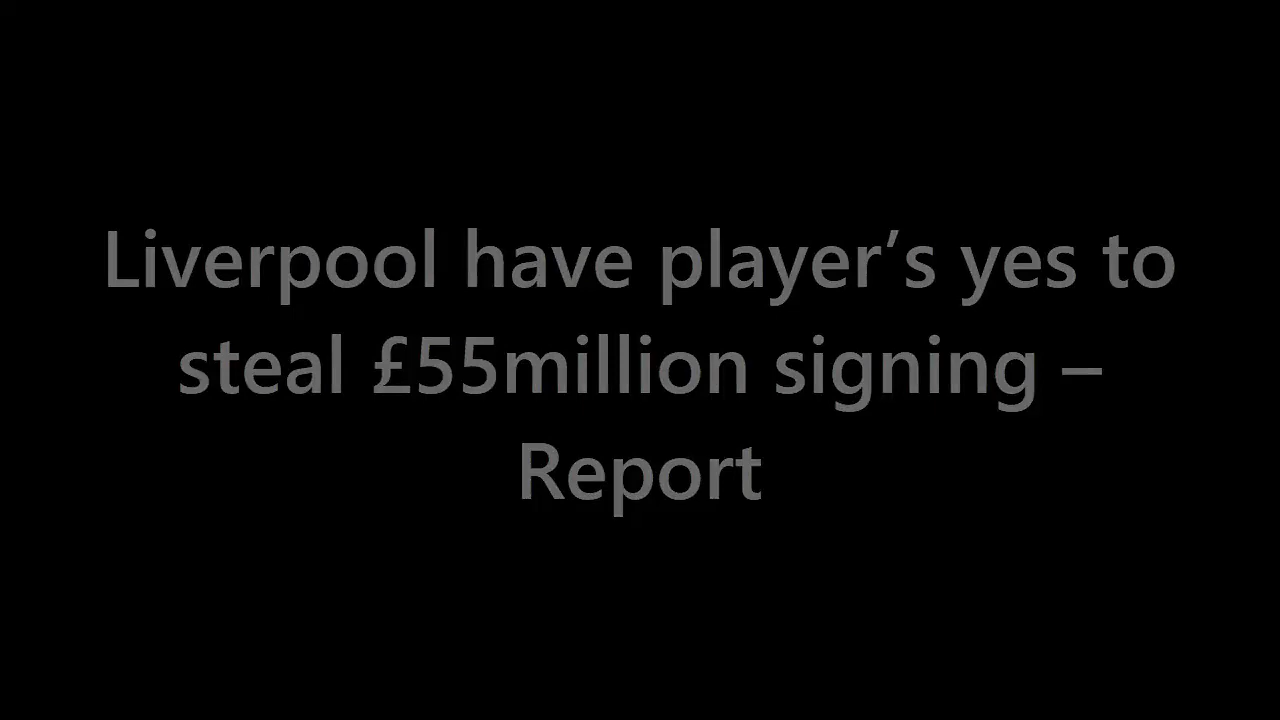 Liverpool have player’s yes to
steal £55million signing –
Report